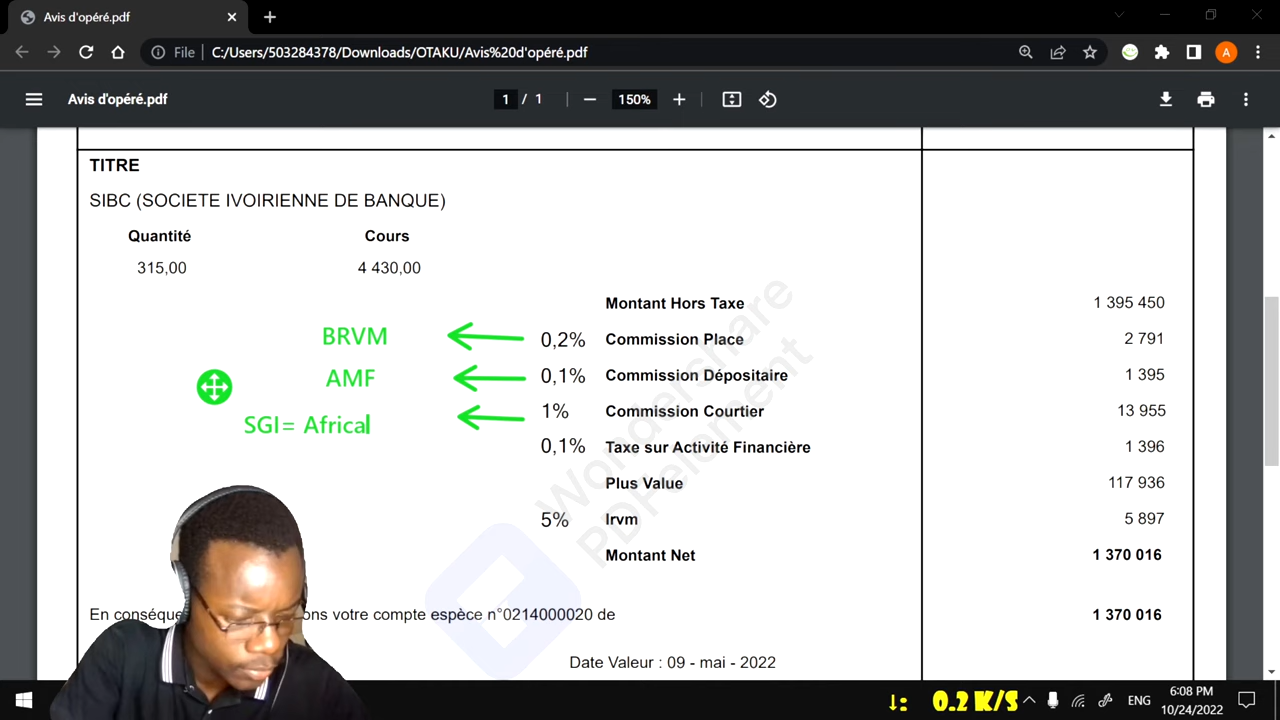 Avis d'opéré.pdf
File C:/Users/503284378/Downloads/OTAKU/Avis%20d'opéré.pdf A
Avis d'opéré.pdf 1 / 1 150%
TITRE
SIBC (SOCIETE IVOIRIENNE DE BANQUE)
Quantité Cours
315,00 4 430,00
Montant Hors Taxe 1 395 450
BRVM 0,2% Commission Place 2 791
AMF 0,1% Commission Dépositaire 1 395
SGI= Africa 1% Commission Courtier 13 955
0,1% Taxe sur Activité Financière 1 396
Plus Value 117 936
5% Irvm 5 897
Montant Net 1 370 016
Wondershare
PDFelement
En conséque ons votre compte espèce n°0214000020 de 1 370 016
Date Valeur : 09 - mai - 2022
0.2 K/S ENG 6:08 PM
10/24/2022